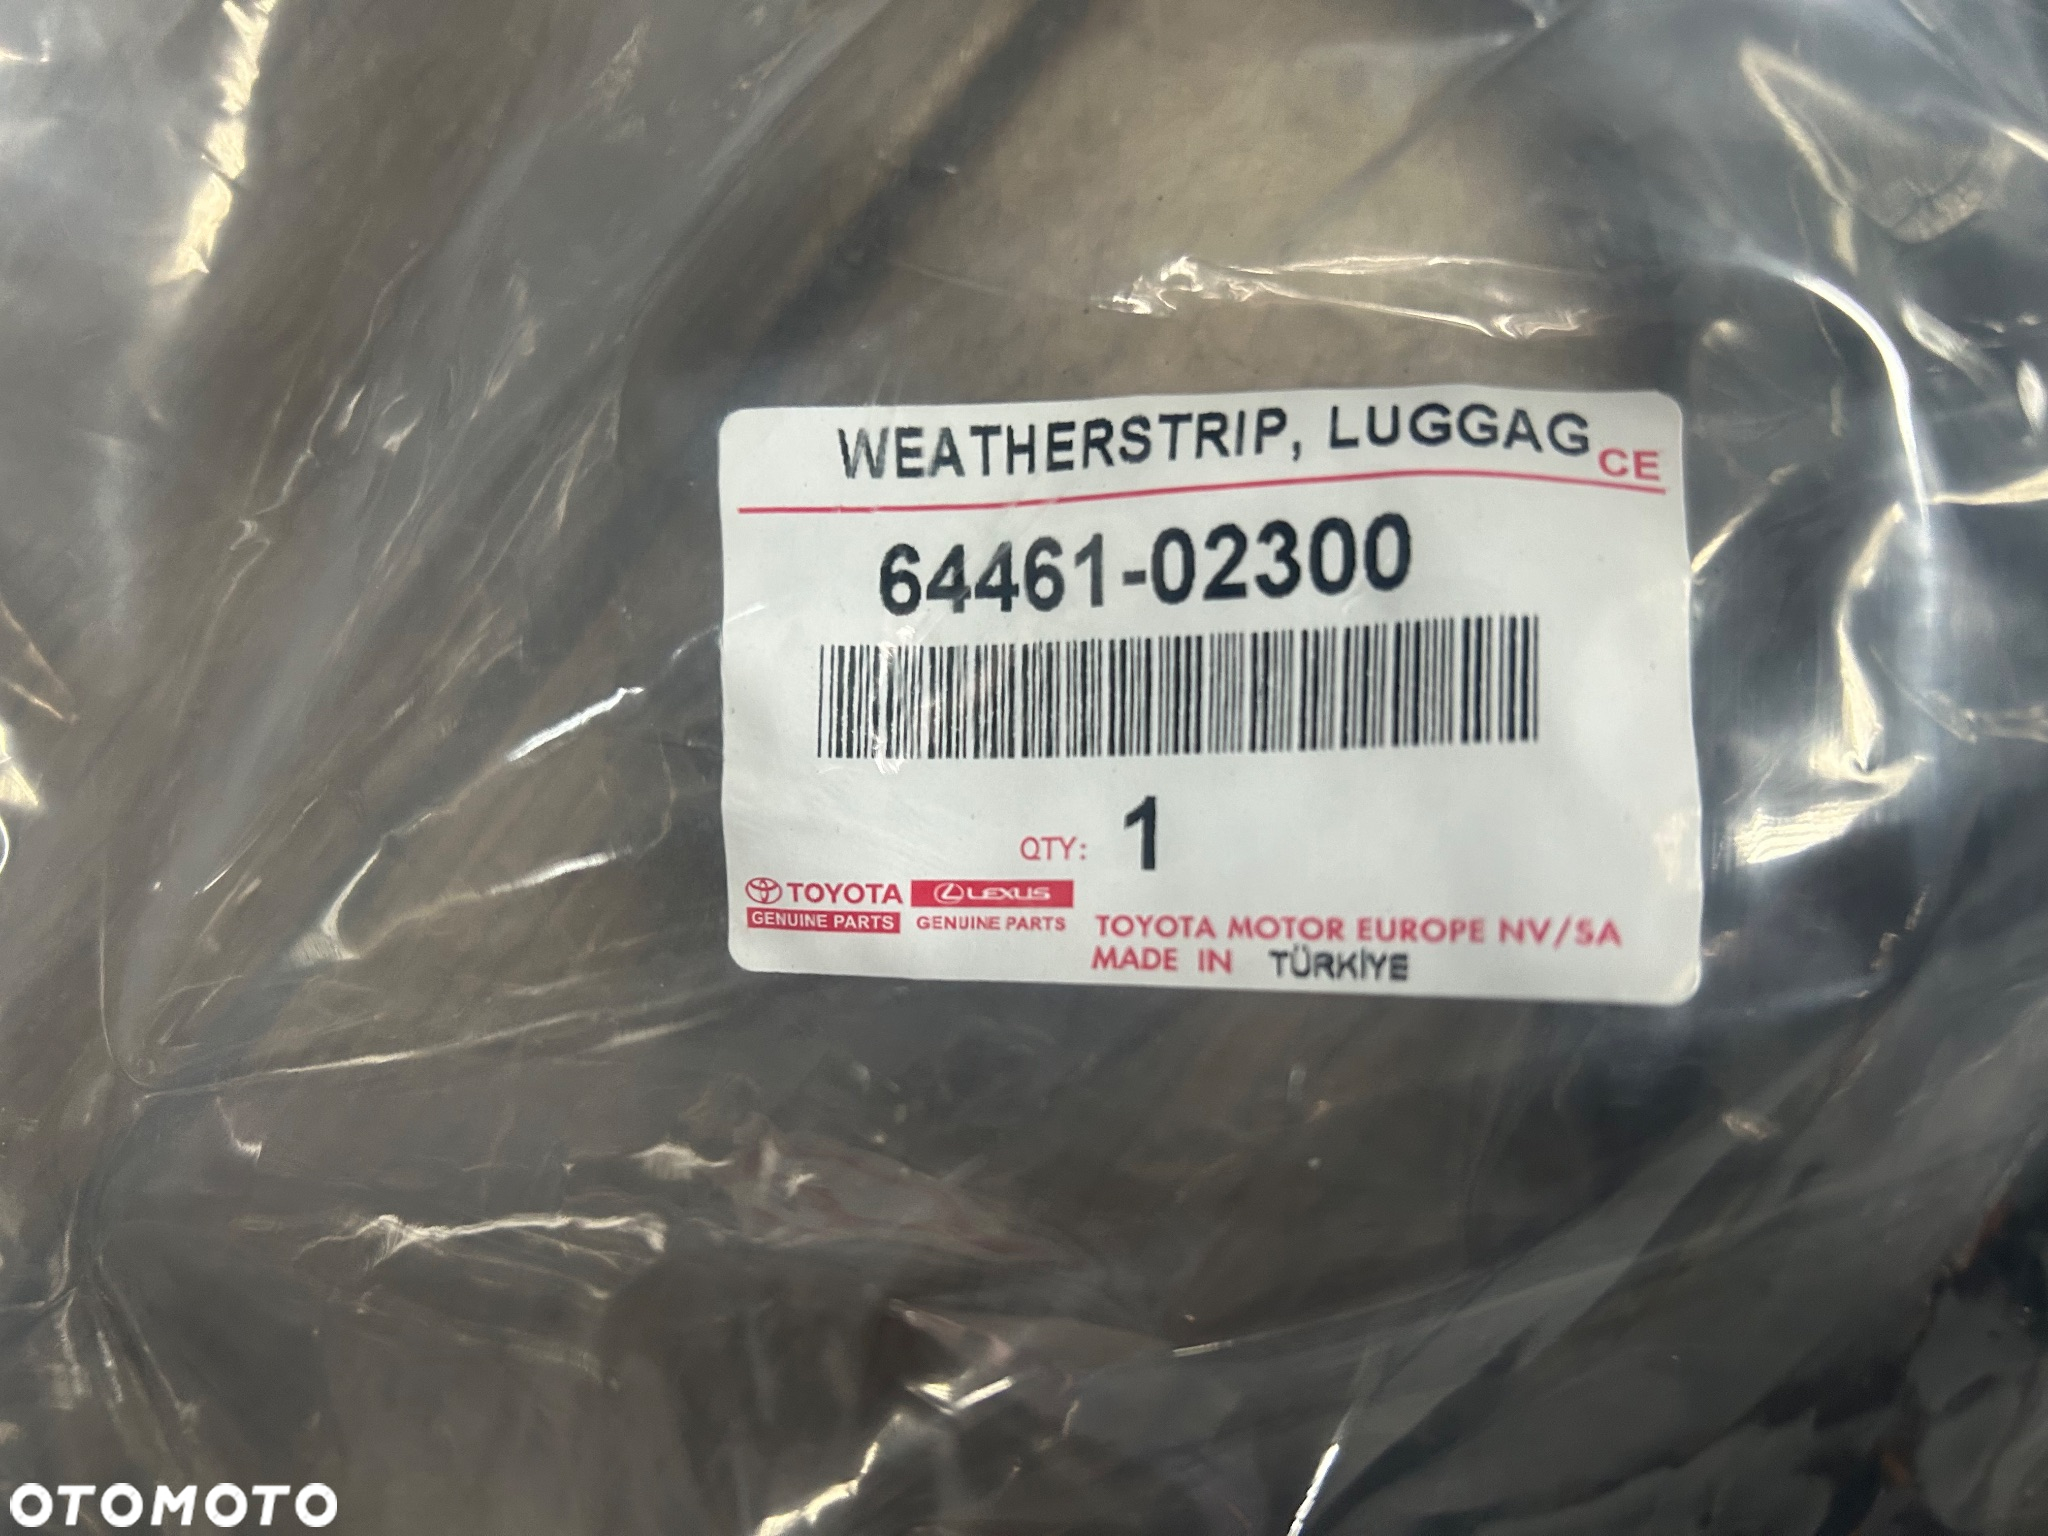 WEATHERSTRIP, LUGGAG CE
64461-02300
QTY: 1
TOYOTA LEXUS
GENUINE PARTS GENUINE PARTS TOYOTA MOTOR EUROPE NV/SA
MADE IN TÜRKİYE
OTOMOTO